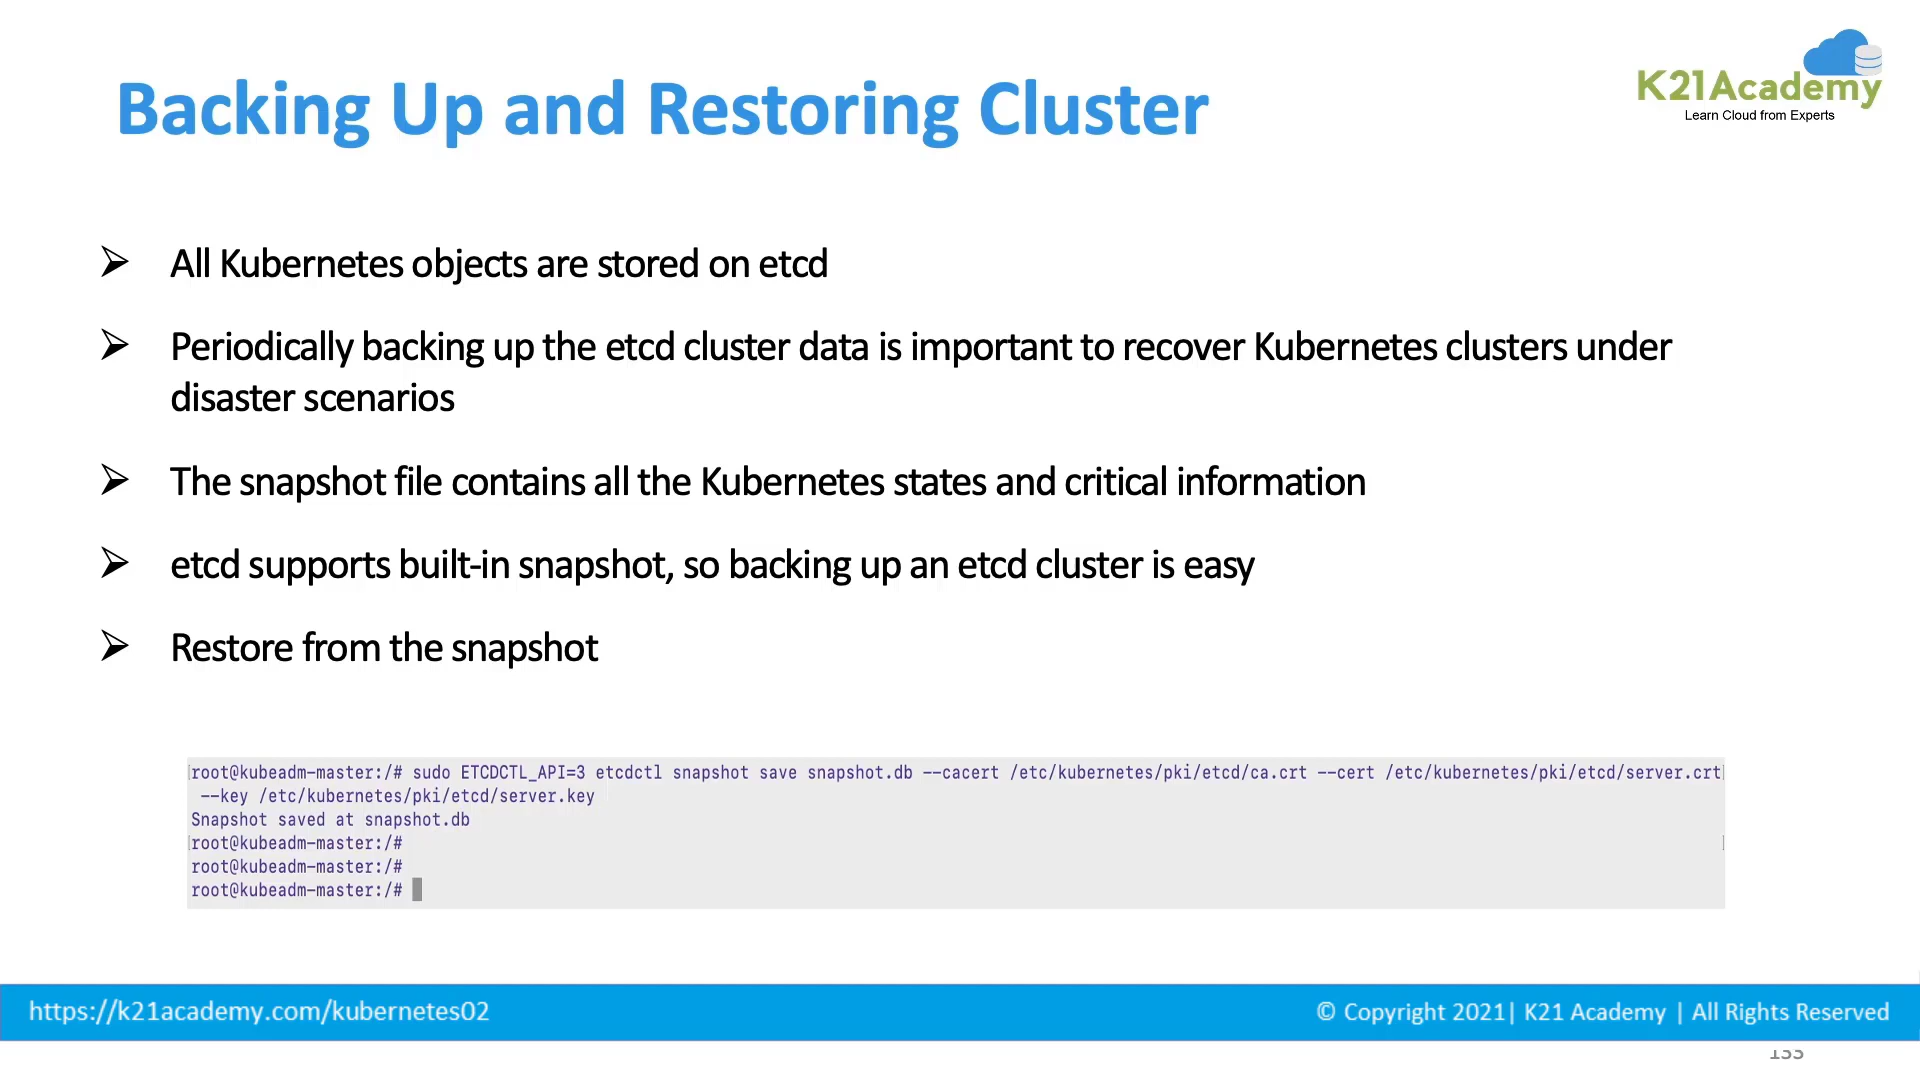 K21Academy
Learn Cloud from Experts
Backing Up and Restoring Cluster
All Kubernetes objects are stored on etcd
Periodically backing up the etcd cluster data is important to recover Kubernetes clusters under
disaster scenarios
The snapshot file contains all the Kubernetes states and critical information
etcd supports built-in snapshot, so backing up an etcd cluster is easy
Restore from the snapshot
root@kubeadm-master:/# sudo ETCDCTL_API=3 etcdctl snapshot save snapshot.db --cacert /etc/kubernetes/pki/etcd/ca.crt --cert /etc/kubernetes/pki/etcd/server.crt
--key /etc/kubernetes/pki/etcd/server.key
Snapshot saved at snapshot.db
root@kubeadm-master:/#
root@kubeadm-master:/#
root@kubeadm-master:/#
https://k21academy.com/kubernetes02
© Copyright 2021| K21 Academy | All Rights Reserved
133